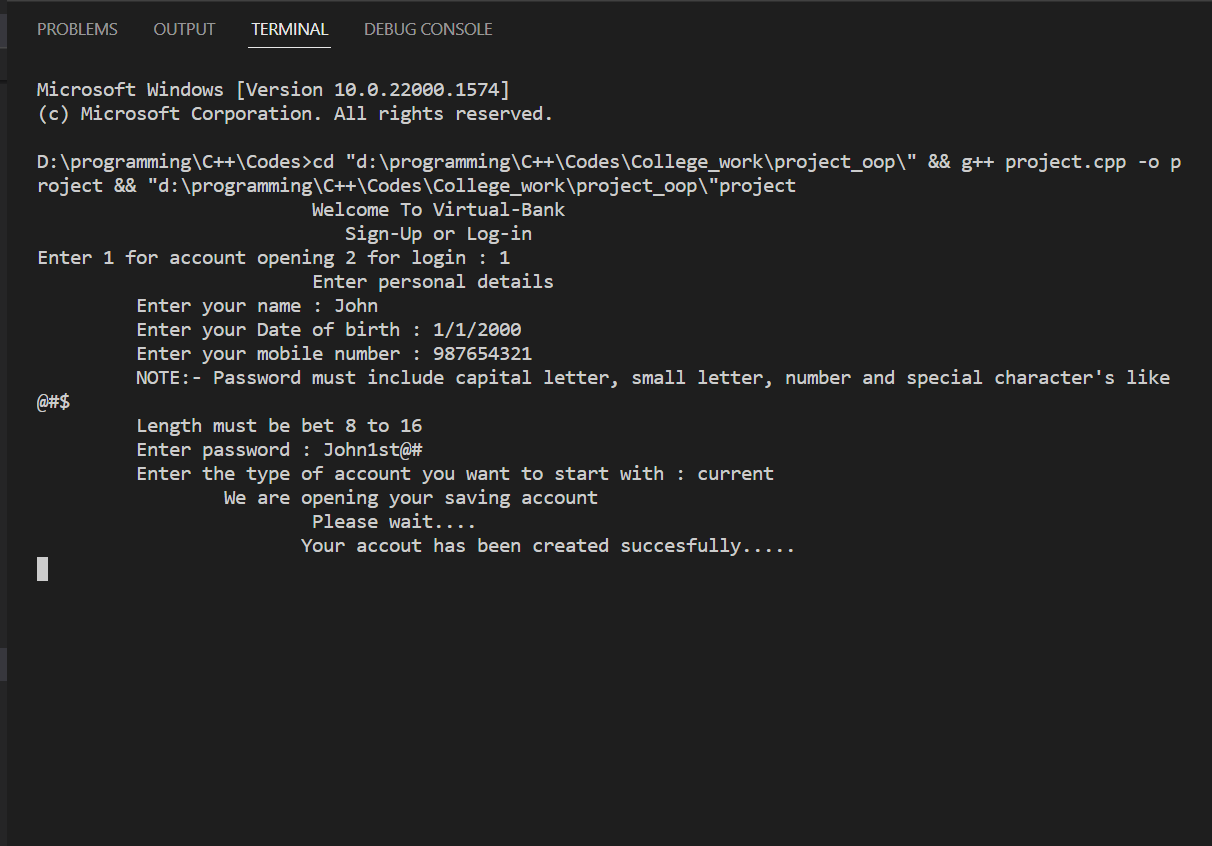 PROBLEMS OUTPUT TERMINAL DEBUG CONSOLE
Microsoft Windows [Version 10.0.22000.1574]
(c) Microsoft Corporation. All rights reserved.
D:\programming\C++\Codes>cd "d:\programming\C++\Codes\College_work\project_oop\" && g++ project.cpp -o p
roject && "d:\programming\C++\Codes\College_work\project_oop\"project
Welcome To Virtual-Bank
Sign-Up or Log-in
Enter 1 for account opening 2 for login : 1
Enter personal details
Enter your name : John
Enter your Date of birth : 1/1/2000
Enter your mobile number : 987654321
NOTE:- Password must include capital letter, small letter, number and special character's like
@#$
Length must be bet 8 to 16
Enter password : John1st@#
Enter the type of account you want to start with : current
We are opening your saving account
Please wait....
Your accout has been created succesfully.....